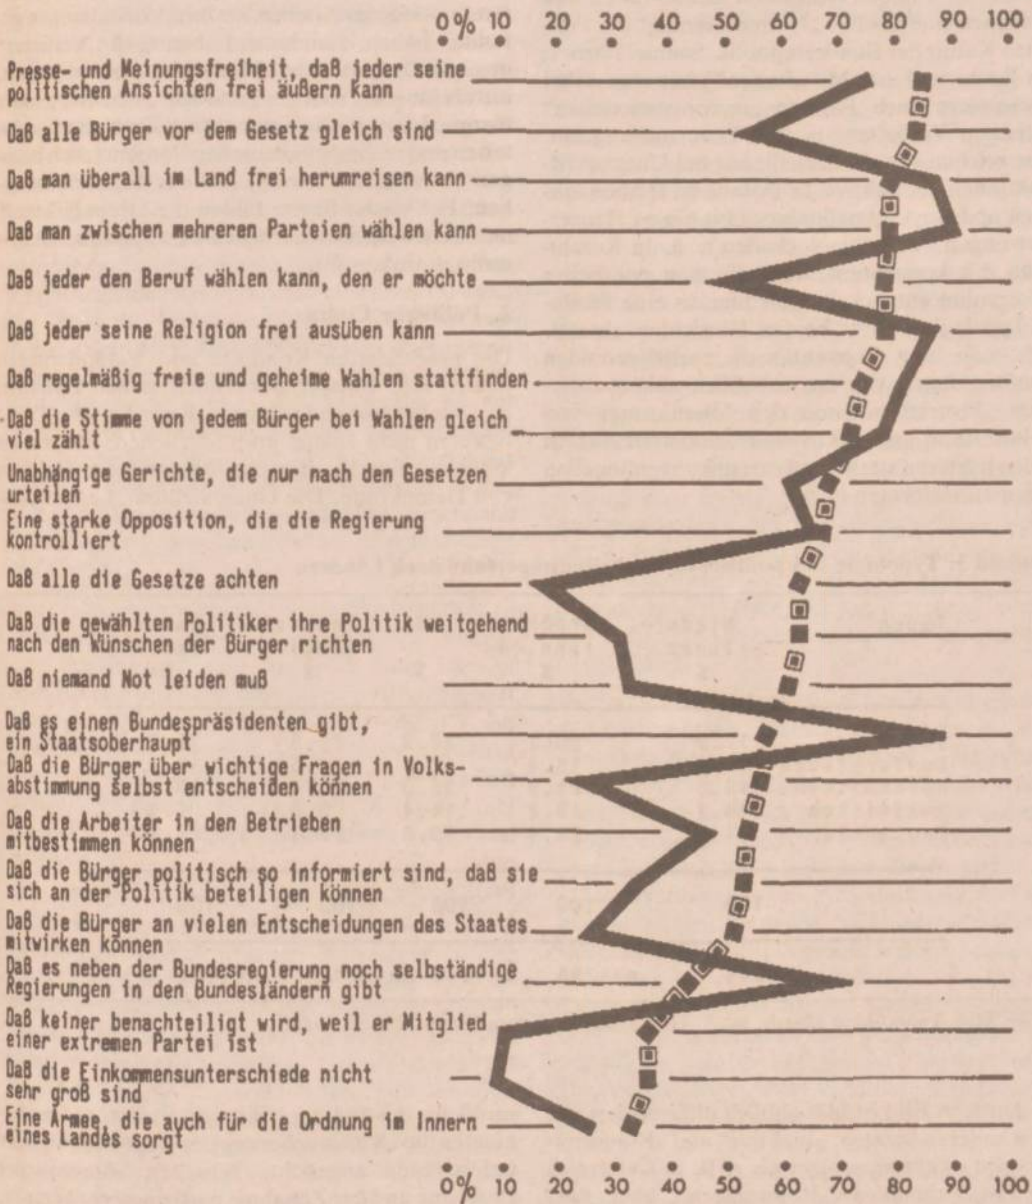 0% 10 20 30 40 50 60 70 80 90 100
Presse- und Meinungsfreiheit, daß jeder seine
politischen Ansichten frei äußern kann
Daß alle Bürger vor dem Gesetz gleich sind
Daß man überall im Land frei herumreisen kann
Daß man zwischen mehreren Parteien wählen kann
Daß jeder den Beruf wählen kann, den er möchte
Daß jeder seine Religion frei ausüben kann
Daß regelmäßig freie und geheime Wahlen stattfinden
Daß die Stimme von jedem Bürger bei Wahlen gleich
viel zählt
Unabhängige Gerichte, die nur nach den Gesetzen
urteilen
Eine starke Opposition, die die Regierung
kontrolliert
Daß alle die Gesetze achten
Daß die gewählten Politiker ihre Politik weitgehend
nach den Wünschen der Bürger richten
Daß niemand Not leiden muß
Daß es einen Bundespräsidenten gibt,
ein Staatsoberhaupt
Daß die Bürger über wichtige Fragen in Volks-
abstimmung selbst entscheiden können
Daß die Arbeiter in den Betrieben
mitbestimmen können
Daß die Bürger politisch so informiert sind, daß sie
sich an der Politik beteiligen können
Daß die Bürger an vielen Entscheidungen des Staates
mitwirken können
Daß es neben der Bundesregierung noch selbständige
Regierungen in den Bundesländern gibt
Daß keiner benachteiligt wird, weil er Mitglied
einer extremen Partei ist
Daß die Einkommensunterschiede nicht
sehr groß sind
Eine Armee, die auch für die Ordnung im Innern
eines Landes sorgt
0% 10 20 30 40 50 60 70 80 90 100